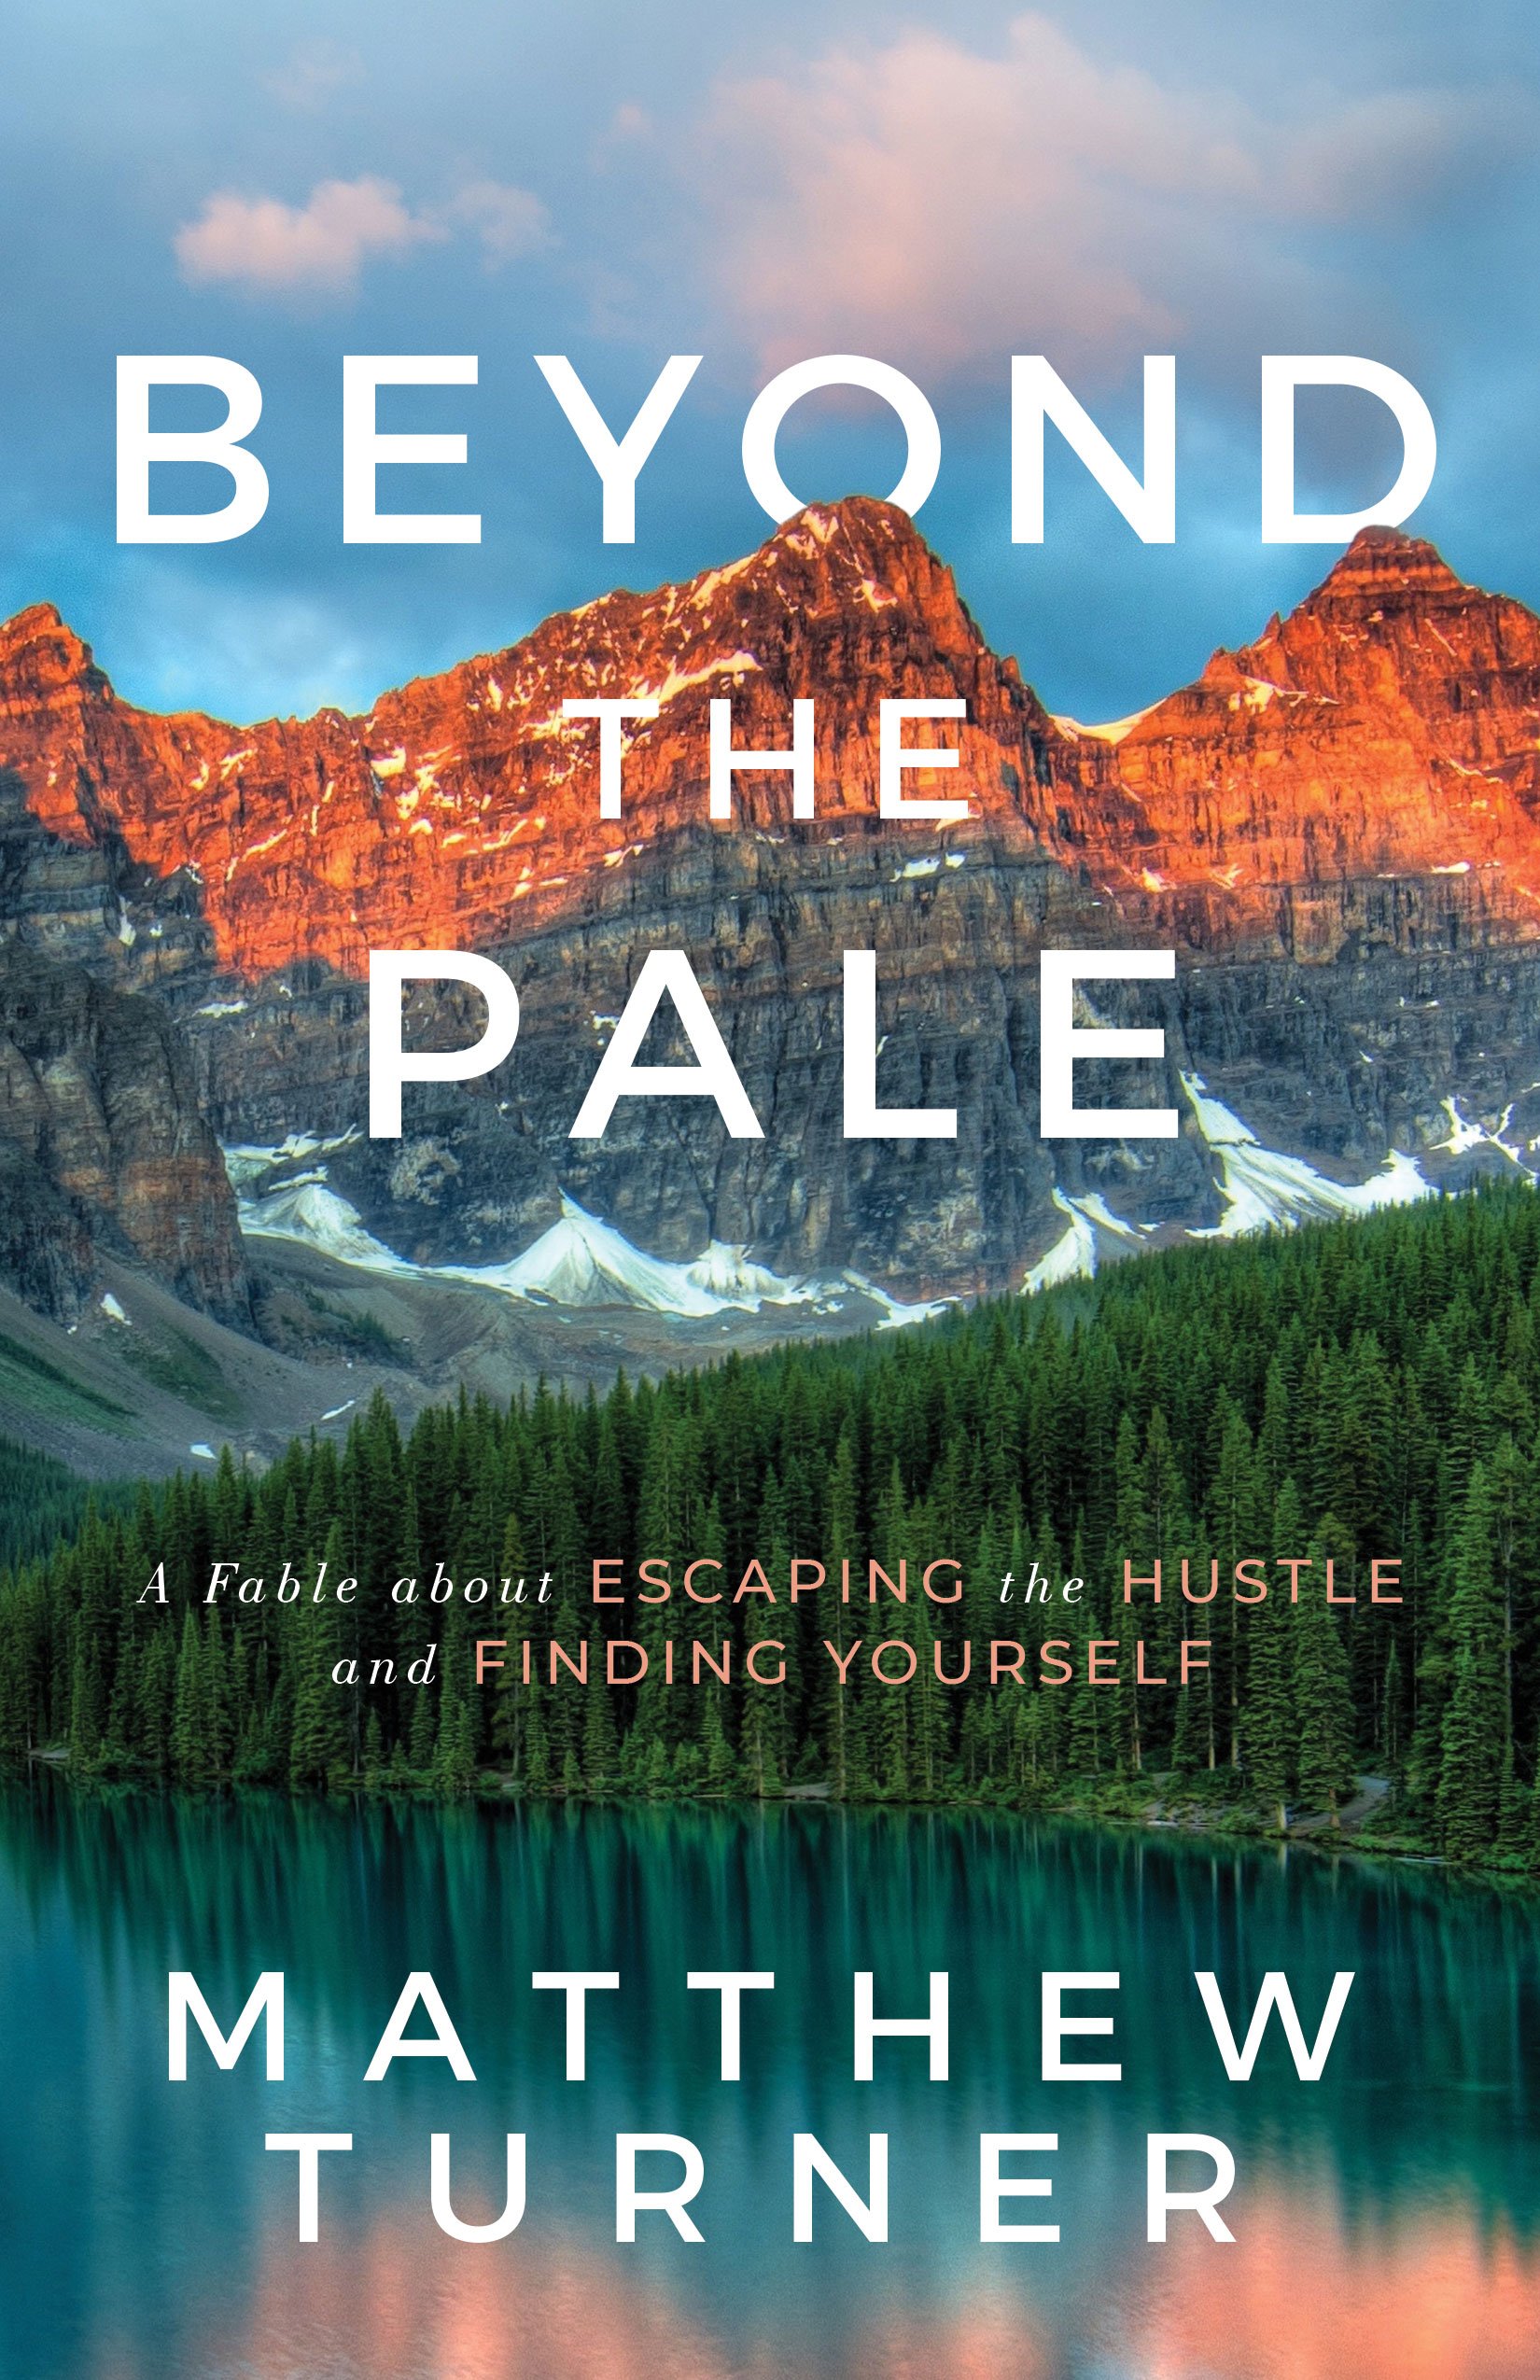 BEYOND
THE
PALE
A Fable about ESCAPING the HUSTLE
and FINDING YOURSELF
MATTHEW
TURNER